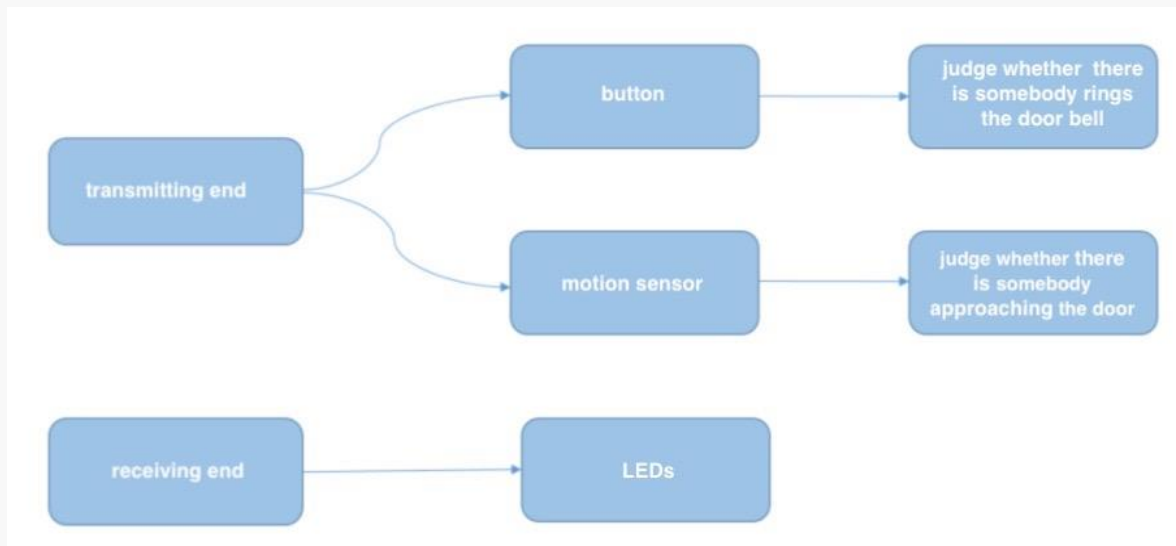 button
judge whether there
is somebody rings
the door bell
transmitting end
motion sensor
judge whether there
is somebody
approaching the door
receiving end
LEDs